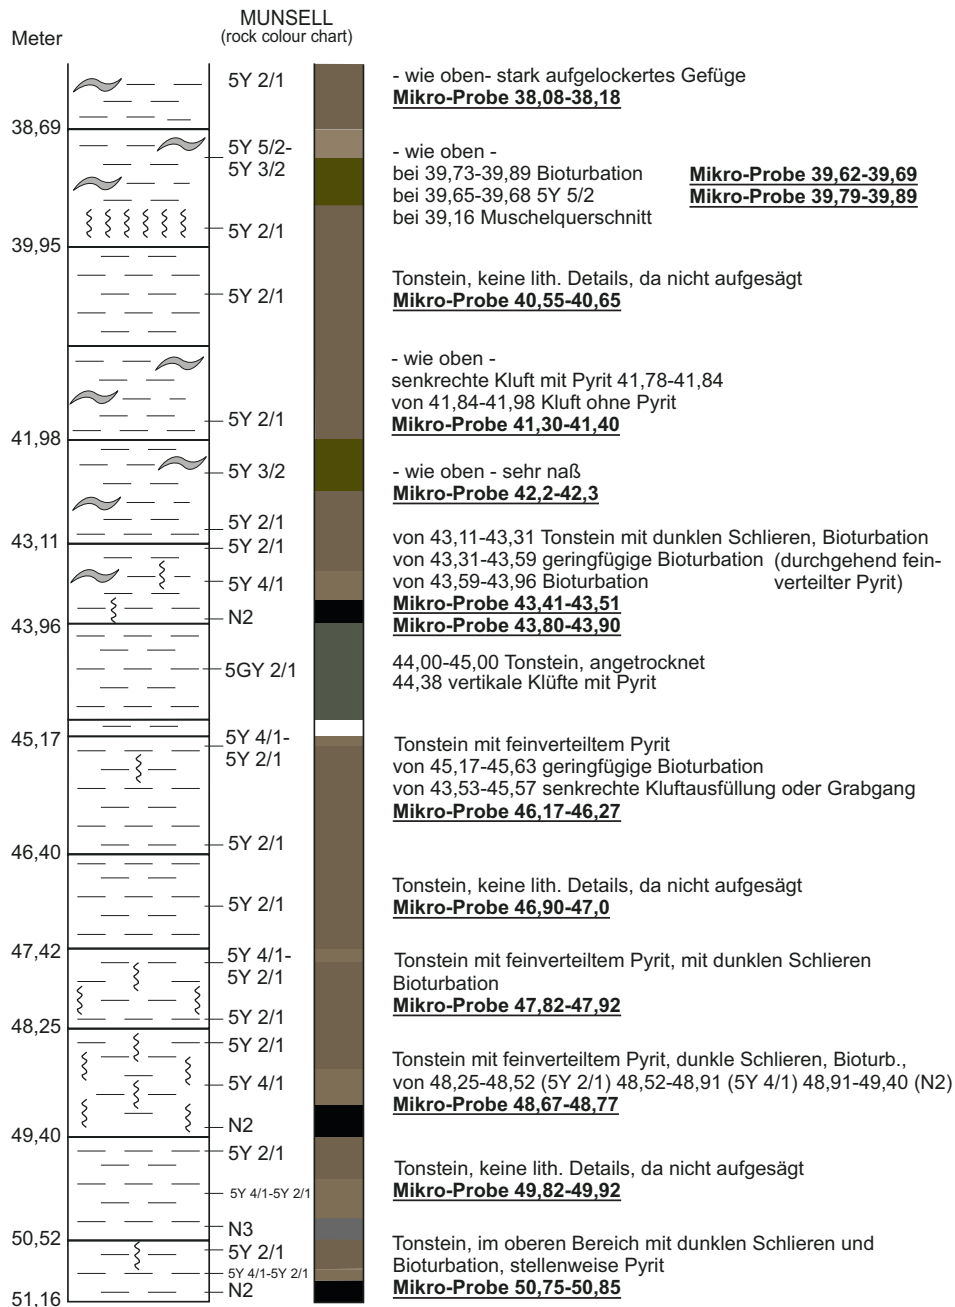 MUNSELL
Meter
(rock colour chart)
5Y 2/1
- wie oben- stark aufgelockertes Gefüge
Mikro-Probe 38,08-38,18
38,69
5Y 5/2-
5Y 3/2
- wie oben -
bei 39,73-39,89 Bioturbation
Mikro-Probe 39,62-39,69
bei 39,65-39,68 5Y 5/2
Mikro-Probe 39,79-39,89
bei 39,16 Muschelquerschnitt
5Y 2/1
39,95
Tonstein, keine lith. Details, da nicht aufgesägt
5Y 2/1
Mikro-Probe 40,55-40,65
- wie oben -
senkrechte Kluft mit Pyrit 41,78-41,84
von 41,84-41,98 Kluft ohne Pyrit
5Y 2/1
Mikro-Probe 41,30-41,40
41,98
5Y 3/2
- wie oben - sehr naß
Mikro-Probe 42,2-42,3
5Y 2/1
43,11
5Y 2/1
von 43,11-43,31 Tonstein mit dunklen Schlieren, Bioturbation
von 43,31-43,59 geringfügige Bioturbation (durchgehend fein-
5Y 4/1
von 43,59-43,96 Bioturbation verteilter Pyrit)
Mikro-Probe 43,41-43,51
N2
Mikro-Probe 43,80-43,90
43,96
5GY 2/1
44,00-45,00 Tonstein, angetrocknet
44,38 vertikale Klüfte mit Pyrit
45,17
5Y 4/1-
5Y 2/1
Tonstein mit feinverteiltem Pyrit
von 45,17-45,63 geringfügige Bioturbation
von 43,53-45,57 senkrechte Kluftausfüllung oder Grabgang
Mikro-Probe 46,17-46,27
5Y 2/1
46,40
Tonstein, keine lith. Details, da nicht aufgesägt
5Y 2/1
Mikro-Probe 46,90-47,0
47,42
5Y 4/1-
5Y 2/1
Tonstein mit feinverteiltem Pyrit, mit dunklen Schlieren
Bioturbation
Mikro-Probe 47,82-47,92
5Y 2/1
48,25
5Y 2/1
Tonstein mit feinverteiltem Pyrit, dunkle Schlieren, Bioturb.,
5Y 4/1
von 48,25-48,52 (5Y 2/1) 48,52-48,91 (5Y 4/1) 48,91-49,40 (N2)
Mikro-Probe 48,67-48,77
N2
49,40
5Y 2/1
Tonstein, keine lith. Details, da nicht aufgesägt
5Y 4/1-5Y 2/1
Mikro-Probe 49,82-49,92
N3
50,52
5Y 2/1
Tonstein, im oberen Bereich mit dunklen Schlieren und
5Y 4/1-5Y 2/1
Bioturbation, stellenweise Pyrit
N2
Mikro-Probe 50,75-50,85
51,16